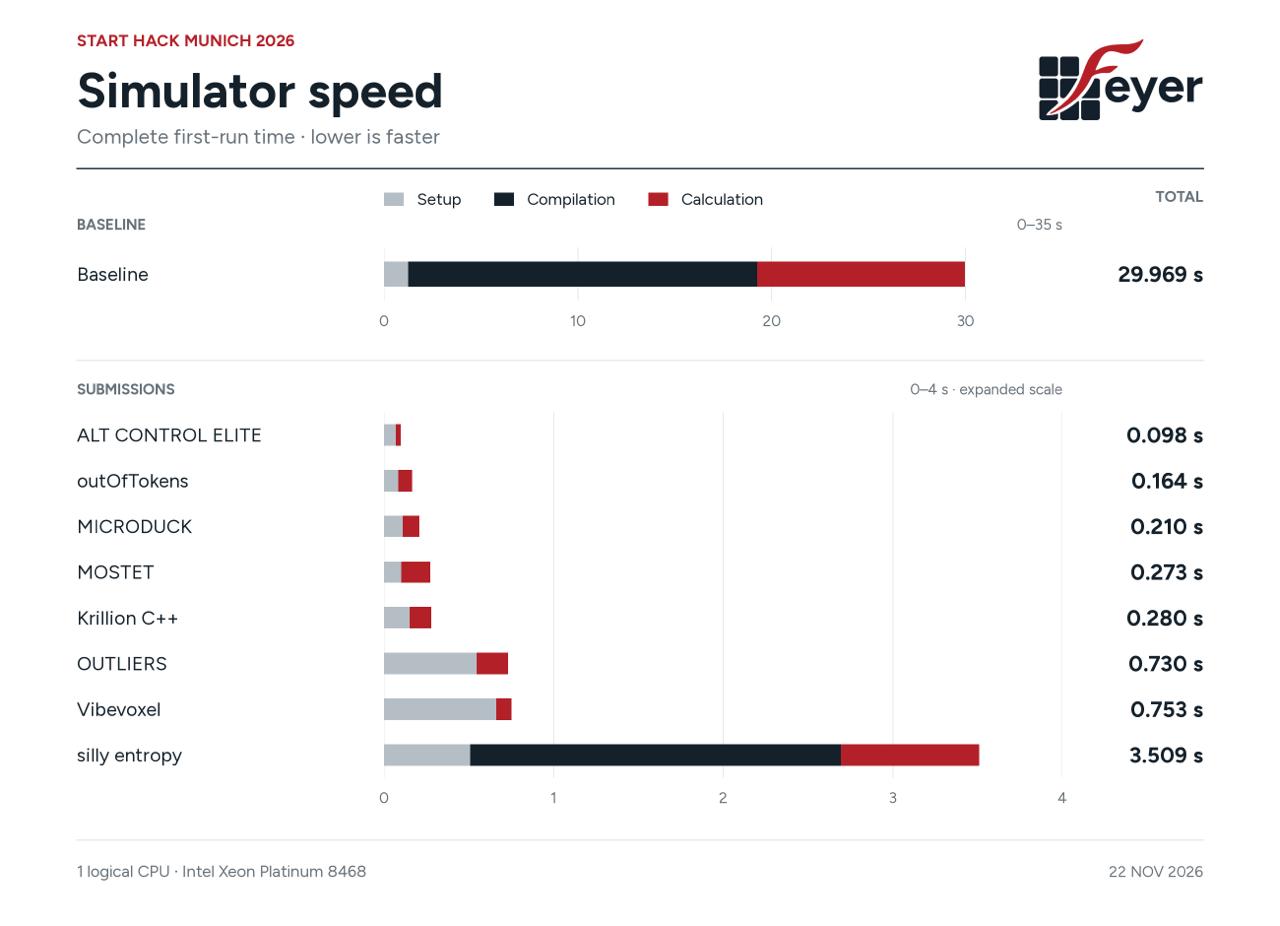 START HACK MUNICH 2026
Simulator speed
Complete first-run time · lower is faster
Feyer
Setup
Compilation
Calculation
TOTAL
BASELINE
0–35 s
Baseline
29.969 s
0 10 20 30
SUBMISSIONS
0–4 s · expanded scale
ALT CONTROL ELITE 0.098 s
outOfTokens 0.164 s
MICRODUCK 0.210 s
MOSTET 0.273 s
Krillion C++ 0.280 s
OUTLIERS 0.730 s
Vibevoxel 0.753 s
silly entropy 3.509 s
0 1 2 3 4
1 logical CPU · Intel Xeon Platinum 8468
22 NOV 2026